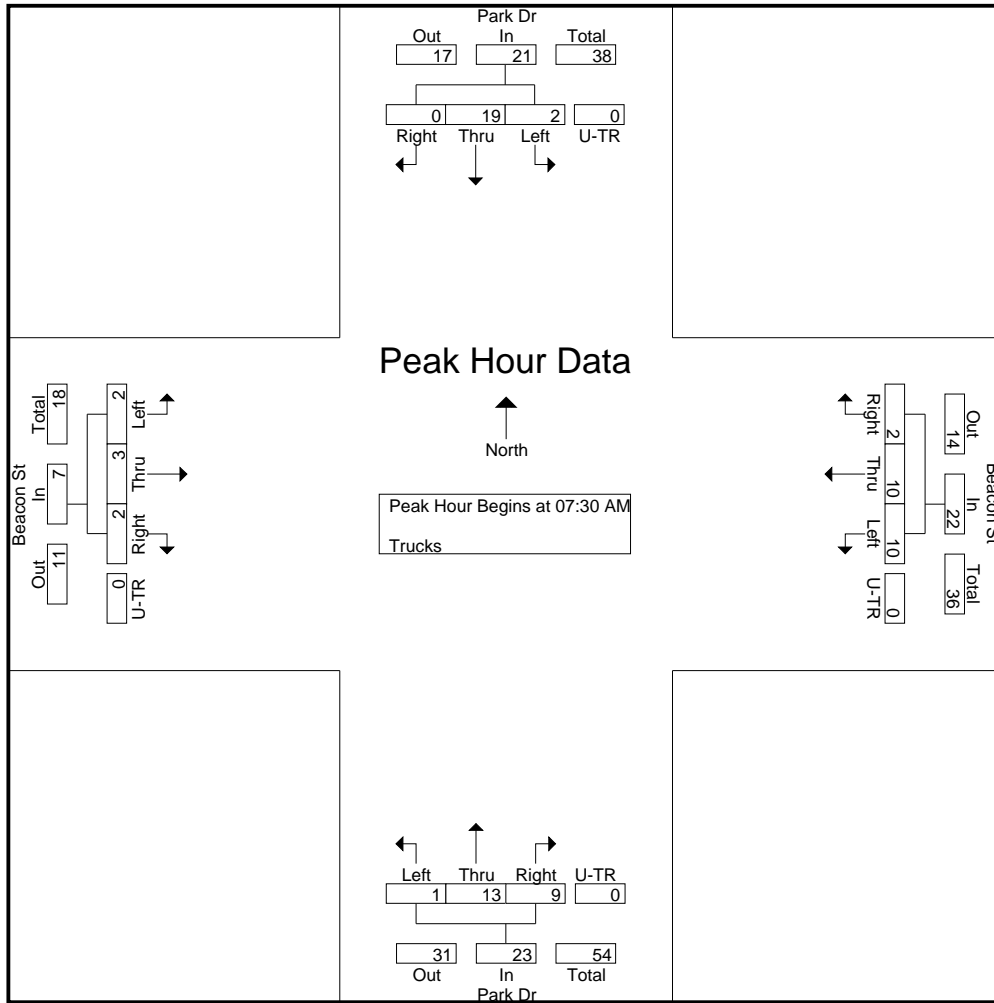 Park Dr
Out In Total
17 21 38
0 19 2 0
Right Thru Left U-TR
Peak Hour Data
North
Peak Hour Begins at 07:30 AM
Trucks
Beacon St
Total In Out
18 7 11
2 3 2 0
Left Thru Right U-TR
Beacon St
Out In Total
14 22 36
2 10 10 0
Right Thru Left U-TR
Left Thru Right U-TR
1 13 9 0
31 23 54
Out In Total
Park Dr